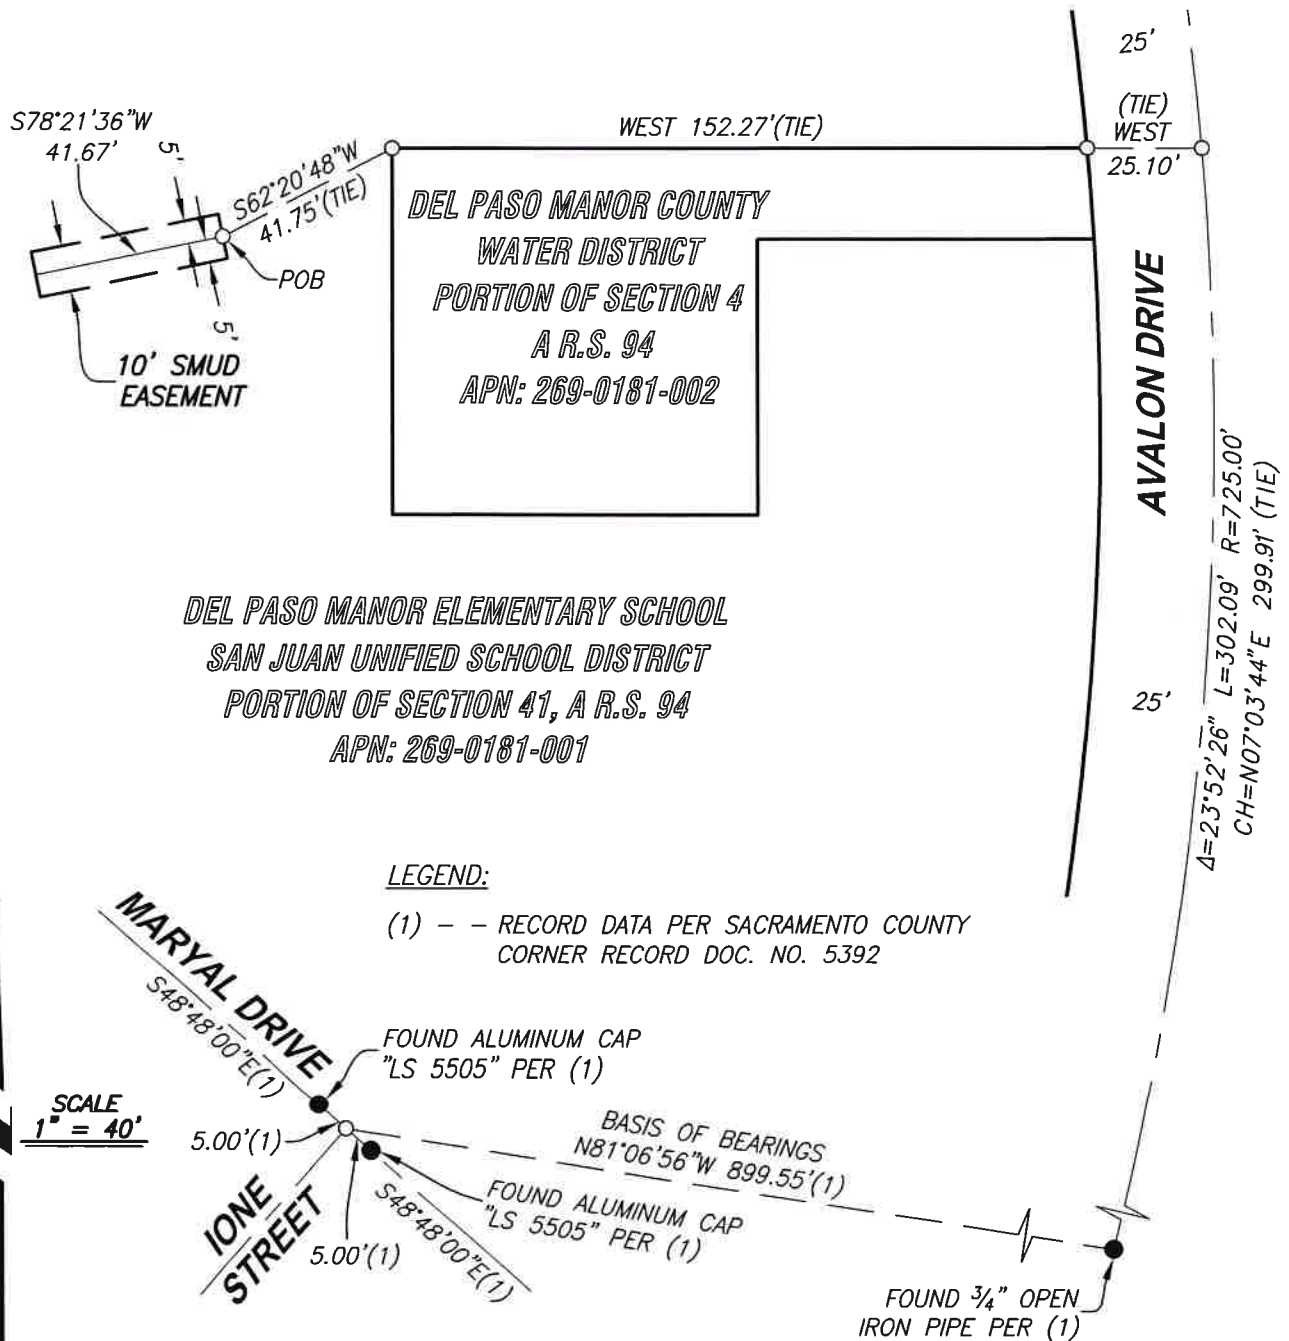 25'
(TIE)
WEST
25.10'
WEST 152.27'(TIE)
S78°21'36"W
41.67'
5'
S62°20'48"W
41.75'(TIE)
POB
5'
10' SMUD
EASEMENT
DEL PASO MANOR COUNTY
WATER DISTRICT
PORTION OF SECTION 4
A R.S. 94
APN: 269-0181-002
AVALON DRIVE
Δ=23°52'26" L=302.09' R=725.00'
CH=N07°03'44"E 299.91' (TIE)
25'
DEL PASO MANOR ELEMENTARY SCHOOL
SAN JUAN UNIFIED SCHOOL DISTRICT
PORTION OF SECTION 41, A R.S. 94
APN: 269-0181-001
LEGEND:
(1) - - RECORD DATA PER SACRAMENTO COUNTY
CORNER RECORD DOC. NO. 5392
MARYAL DRIVE
S48°48'00"E(1)
FOUND ALUMINUM CAP
"LS 5505" PER (1)
SCALE
1" = 40'
5.00'(1)
BASIS OF BEARINGS
N81°06'56"W 899.55'(1)
FOUND ALUMINUM CAP
"LS 5505" PER (1)
S48°48'00"E(1)
IONE
STREET
5.00'(1)
FOUND 3/4" OPEN
IRON PIPE PER (1)